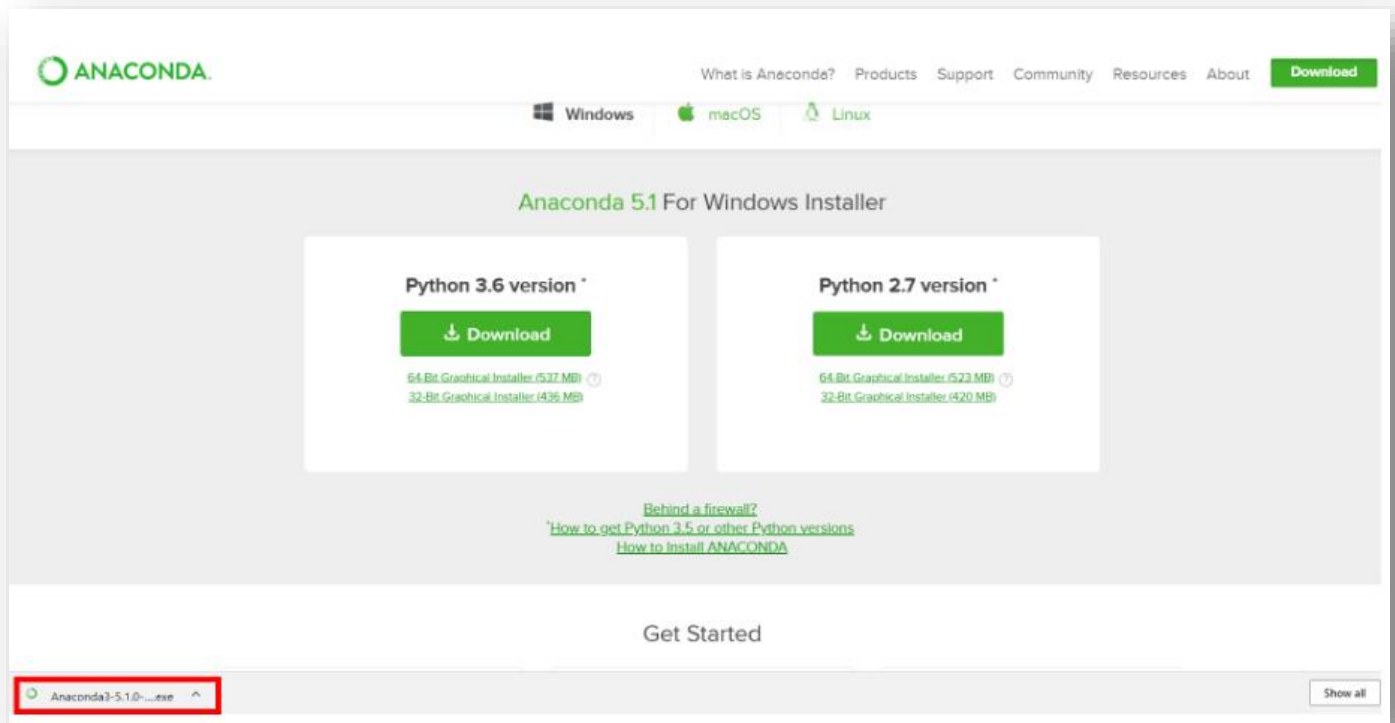 ANACONDA.
What is Anaconda? Products Support Community Resources About Download
Windows macOS Linux
Anaconda 5.1 For Windows Installer
Python 3.6 version *
Download
64-Bit Graphical Installer (537 MB) ?
32-Bit Graphical Installer (436 MB)
Python 2.7 version *
Download
64-Bit Graphical Installer (523 MB) ?
32-Bit Graphical Installer (420 MB)
Behind a firewall?
*How to get Python 3.5 or other Python versions
How to Install ANACONDA
Get Started
Anaconda3-5.1.0-....exe
Show all